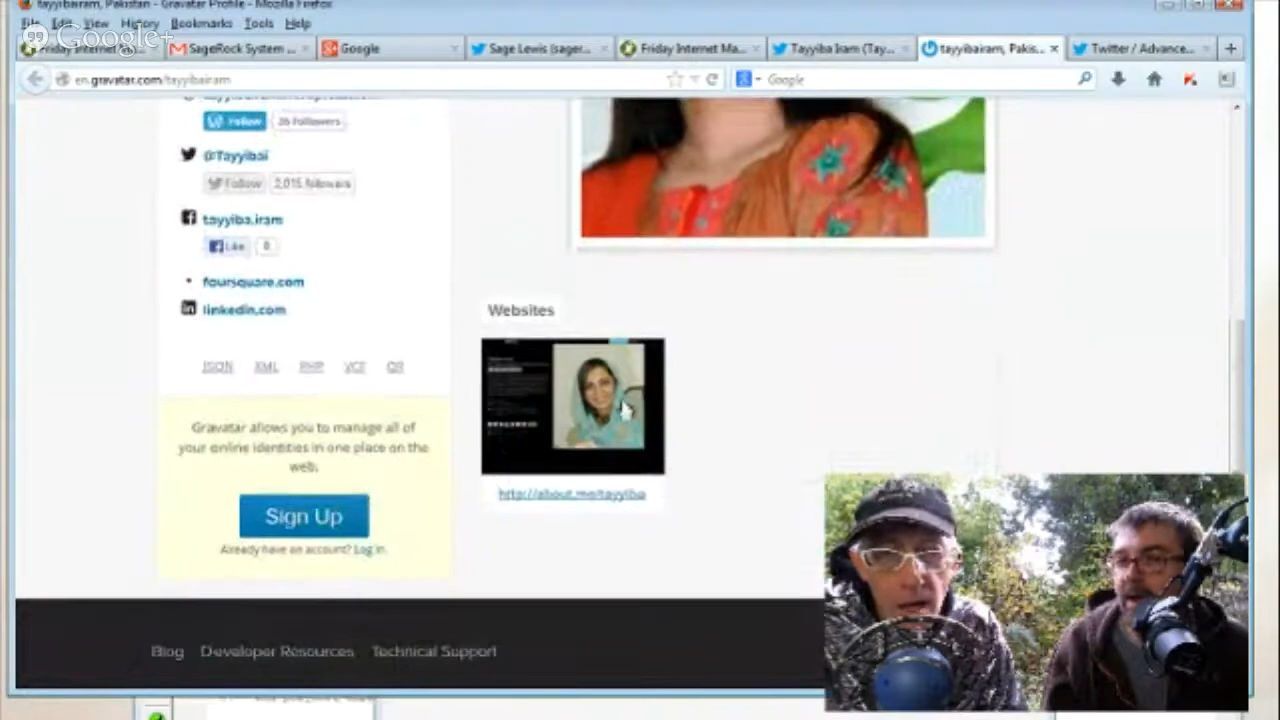 tayyibairam, Pakistan - Gravatar Profile - Mozilla Firefox
File Edit View History Bookmarks Tools Help
Google+
Friday Internet
SageRock System ...
Google
Sage Lewis (sager...
Friday Internet Ma...
Tayyiba Iram (Tay...
tayyibairam, Pakis...
Twitter / Advance...
en.gravatar.com/tayyibairam
Google
Follow 26 followers
@Tayyibai
Follow 2,015 followers
tayyiba.iram
Like 0
foursquare.com
linkedin.com
JSON XML PHP VCF QR
Gravatar allows you to manage all of
your online identities in one place on the
web.
Sign Up
Already have an account? Log in.
Websites
http://about.me/tayyiba
Blog Developer Resources Technical Support